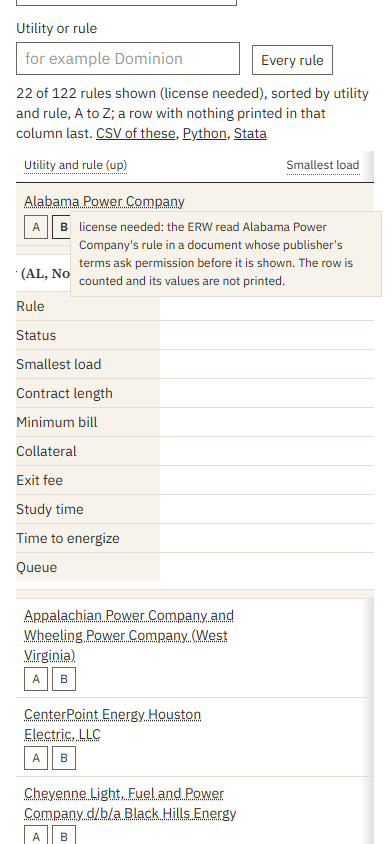 Utility or rule
for example Dominion
Every rule
22 of 122 rules shown (license needed), sorted by utility
and rule, A to Z; a row with nothing printed in that
column last. CSV of these, Python, Stata
Utility and rule (up)
Smallest load
Alabama Power Company
A B
license needed: the ERW read Alabama Power
Company's rule in a document whose publisher's
terms ask permission before it is shown. The row is
counted and its values are not printed.
(AL, No
Rule
Status
Smallest load
Contract length
Minimum bill
Collateral
Exit fee
Study time
Time to energize
Queue
Appalachian Power Company and
Wheeling Power Company (West
Virginia)
A B
CenterPoint Energy Houston
Electric, LLC
A B
Cheyenne Light, Fuel and Power
Company d/b/a Black Hills Energy
A B